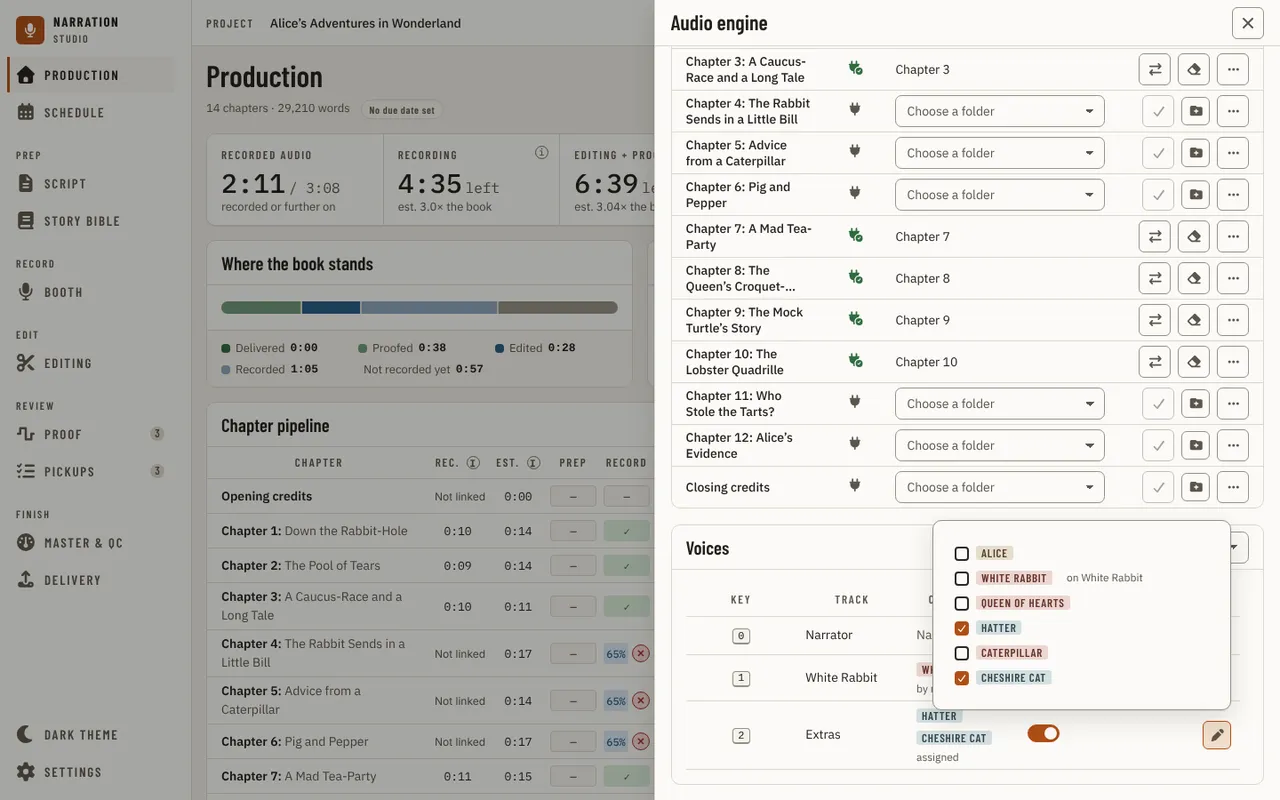 NARRATION
STUDIO
PRODUCTION
SCHEDULE
PREP
SCRIPT
STORY BIBLE
RECORD
BOOTH
EDIT
EDITING
REVIEW
PROOF 3
PICKUPS 3
FINISH
MASTER & QC
DELIVERY
DARK THEME
SETTINGS
PROJECT Alice's Adventures in Wonderland
Production
14 chapters · 29,210 words No due date set
RECORDED AUDIO
2:11 / 3:08
recorded or further on
RECORDING
4:35 left
est. 3.0× the book
EDITING + PRO
6:39 le
est. 3.04× the b
Where the book stands
Delivered 0:00 Proofed 0:38 Edited 0:28
Recorded 1:05 Not recorded yet 0:57
Chapter pipeline
CHAPTER REC. EST. PREP RECORD
Opening credits Not linked 0:00 – –
Chapter 1: Down the Rabbit-Hole 0:10 0:14 – ✓
Chapter 2: The Pool of Tears 0:09 0:14 – ✓
Chapter 3: A Caucus-Race and a
Long Tale 0:10 0:11 – ✓
Chapter 4: The Rabbit Sends in a
Little Bill Not linked 0:17 – 65%
Chapter 5: Advice from a
Caterpillar Not linked 0:14 – 65%
Chapter 6: Pig and Pepper Not linked 0:17 – 65%
Chapter 7: A Mad Tea-Party 0:11 0:15 – ✓
Audio engine
Chapter 3: A Caucus-
Race and a Long Tale Chapter 3
Chapter 4: The Rabbit
Sends in a Little Bill Choose a folder
Chapter 5: Advice
from a Caterpillar Choose a folder
Chapter 6: Pig and
Pepper Choose a folder
Chapter 7: A Mad Tea-
Party Chapter 7
Chapter 8: The
Queen's Croquet-... Chapter 8
Chapter 9: The Mock
Turtle's Story Chapter 9
Chapter 10: The
Lobster Quadrille Chapter 10
Chapter 11: Who
Stole the Tarts? Choose a folder
Chapter 12: Alice's
Evidence Choose a folder
Closing credits Choose a folder
Voices
ALICE
WHITE RABBIT on White Rabbit
QUEEN OF HEARTS
HATTER
CATERPILLAR
CHESHIRE CAT
KEY TRACK
0 Narrator Na
1 White Rabbit
2 Extras
HATTER
CHESHIRE CAT
assigned